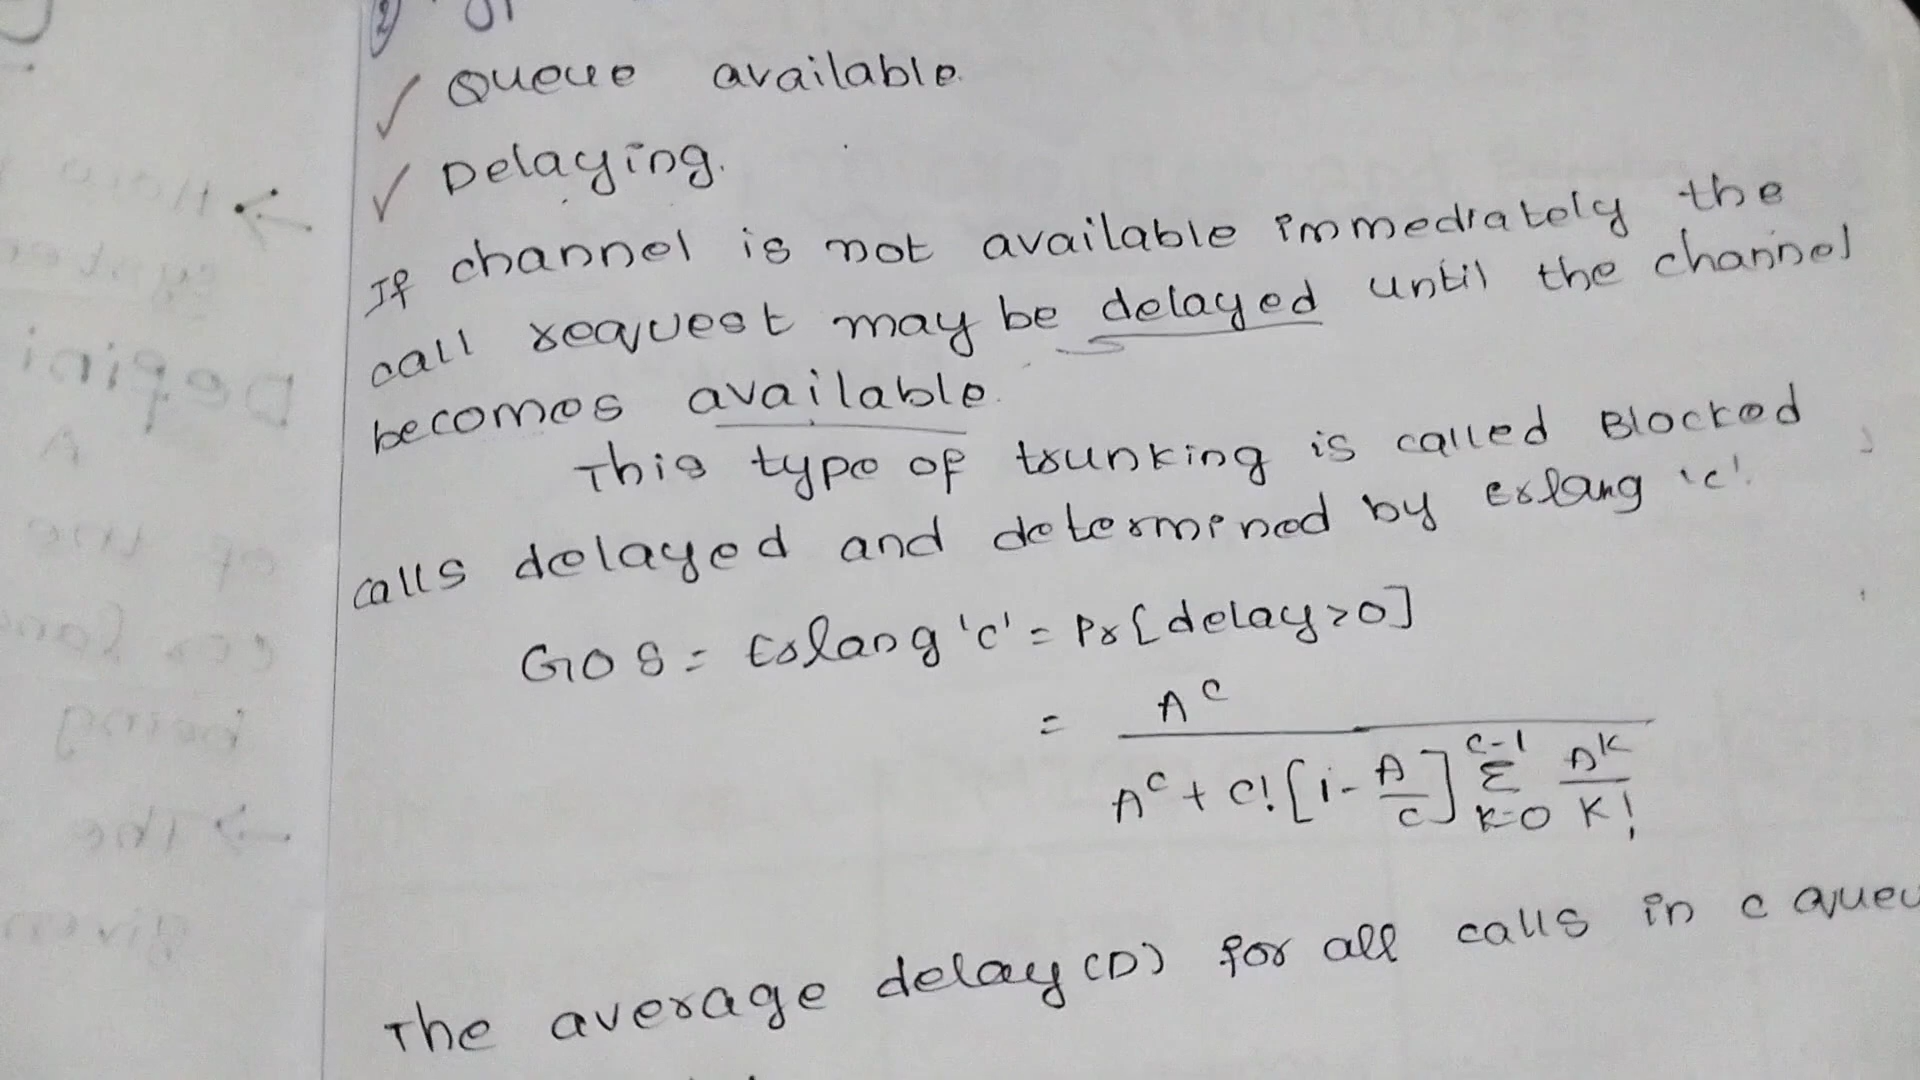 2)
✓ Queue available.
✓ Delaying.
If channel is not available immediately the
call request may be delayed until the channel
becomes available.
This type of trunking is called Blocked
calls delayed and determined by erlang 'c'.
GOS = Erlang 'c' = Pr[delay>0]
= A^C / (A^C + C! [1 - A/C] Σ_{K=0}^{C-1} A^K / K!)
The average delay (D) for all calls in c queu